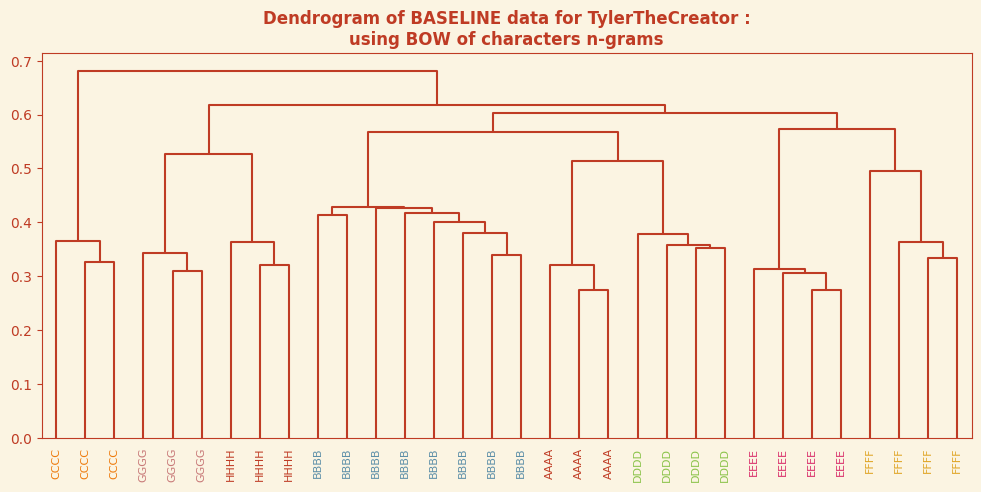 Dendrogram of BASELINE data for TylerTheCreator :
using BOW of characters n-grams
0.7
0.6
0.5
0.4
0.3
0.2
0.1
0.0
CCCC CCCC CCCC GGGG GGGG GGGG HHHH HHHH HHHH BBBB BBBB BBBB BBBB BBBB BBBB BBBB BBBB AAAA AAAA AAAA DDDD DDDD DDDD DDDD EEEE EEEE EEEE EEEE FFFF FFFF FFFF FFFF